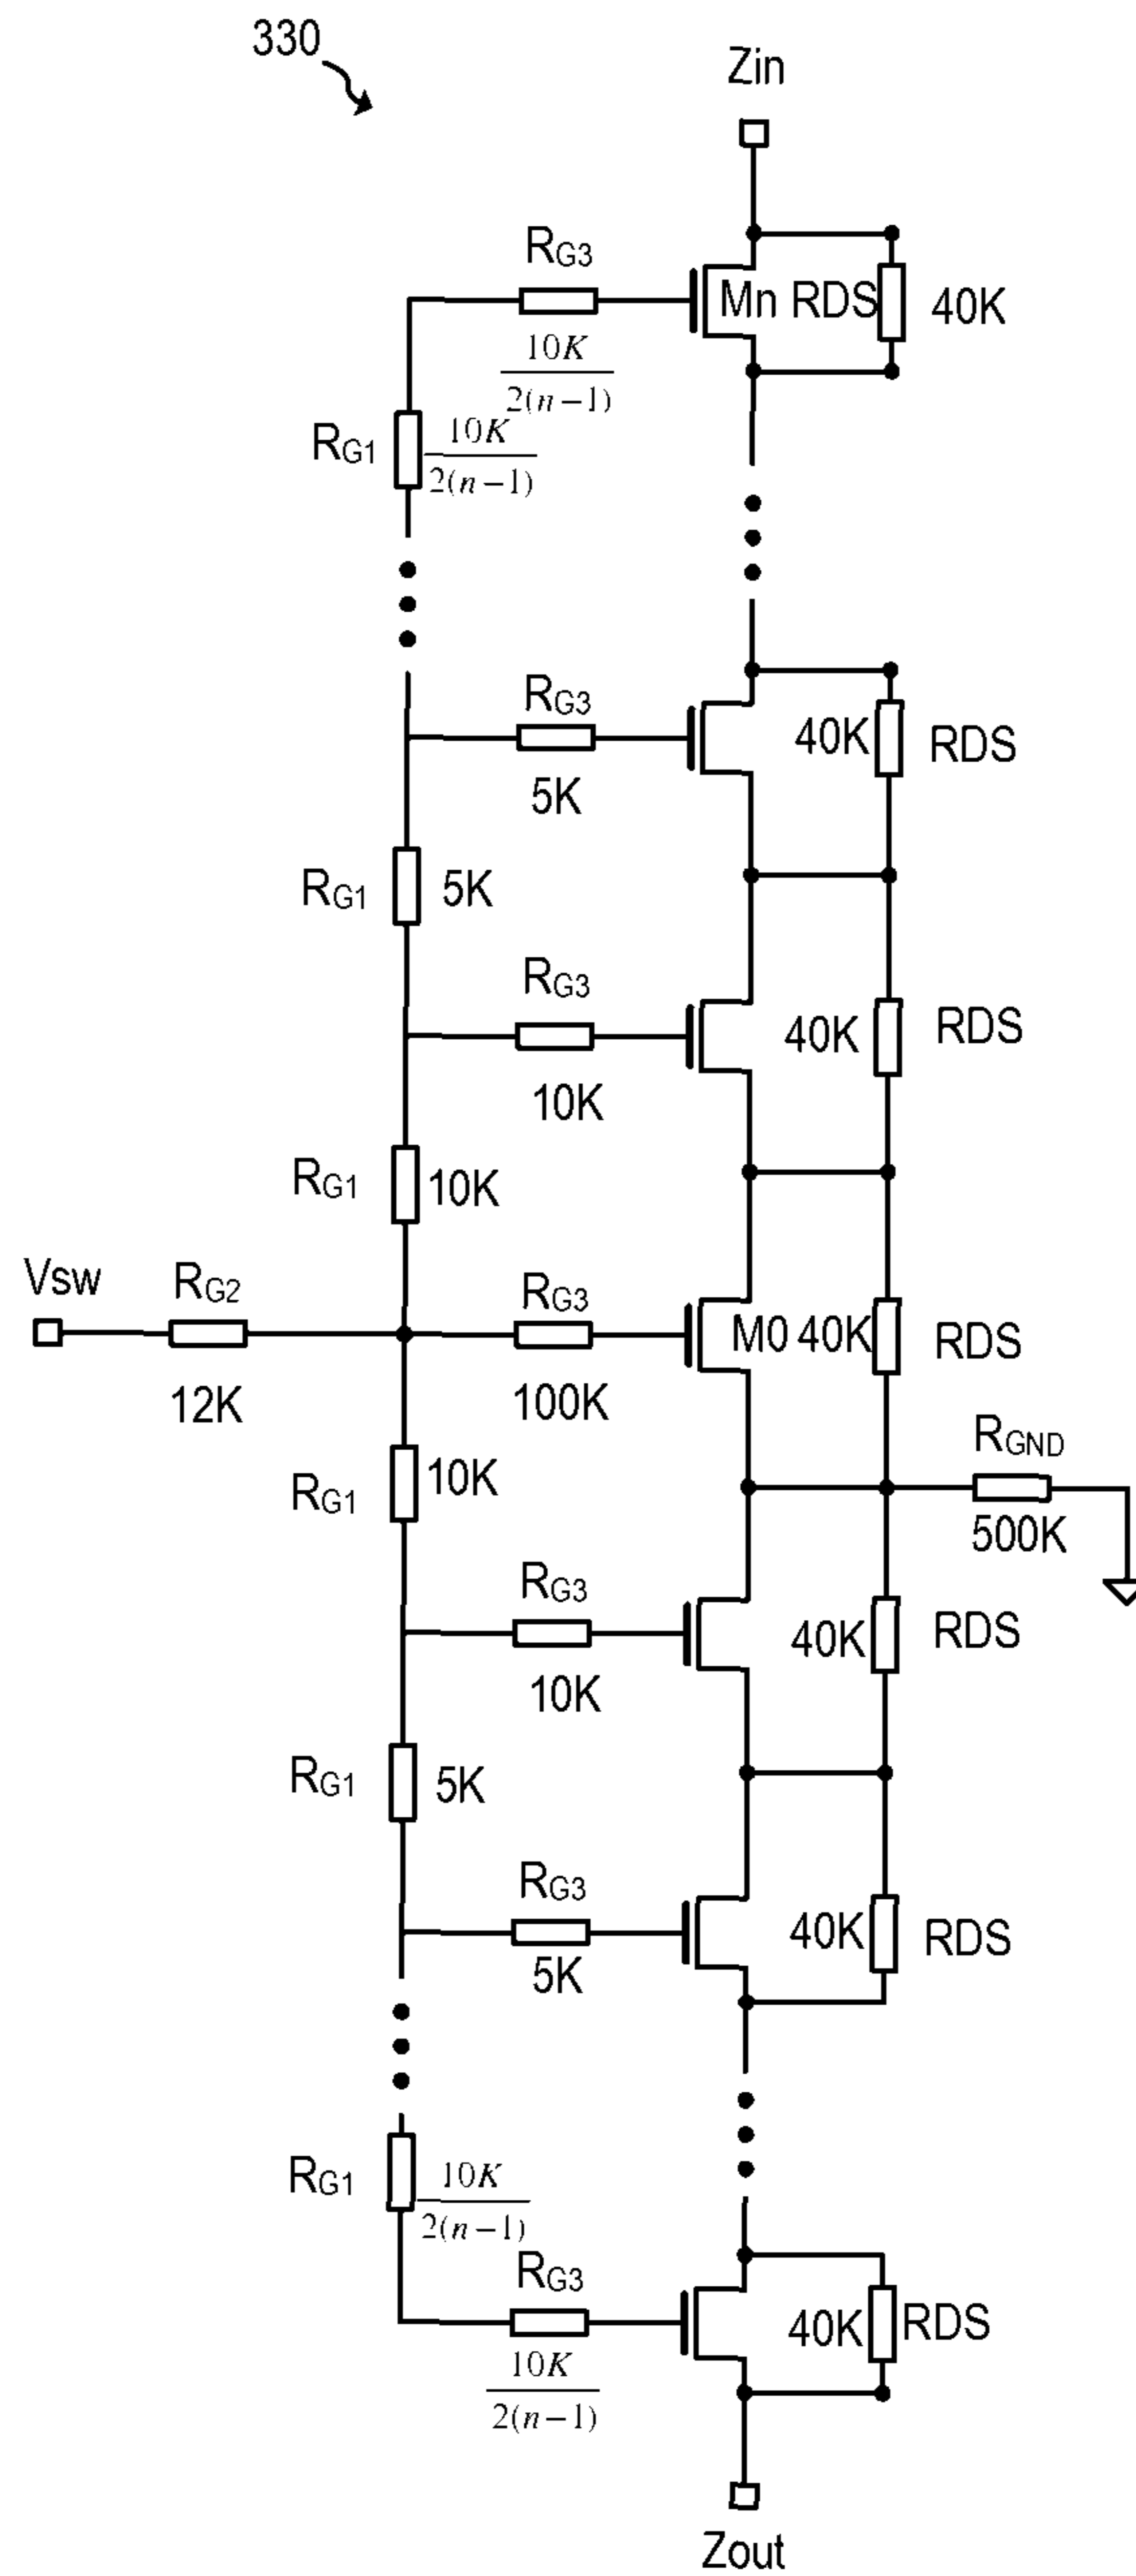 330
Zin
RG3
Mn RDS
40K
10K
2(n−1)
RG1
10K
2(n−1)
RG3
40K
RDS
5K
RG1
5K
RG3
40K
RDS
10K
RG1
10K
Vsw
RG2
RG3
M0
40K
RDS
12K
100K
RGND
RG1
10K
500K
RG3
40K
RDS
10K
RG1
5K
RG3
40K
RDS
5K
RG1
10K
2(n−1)
RG3
40K
RDS
10K
2(n−1)
Zout